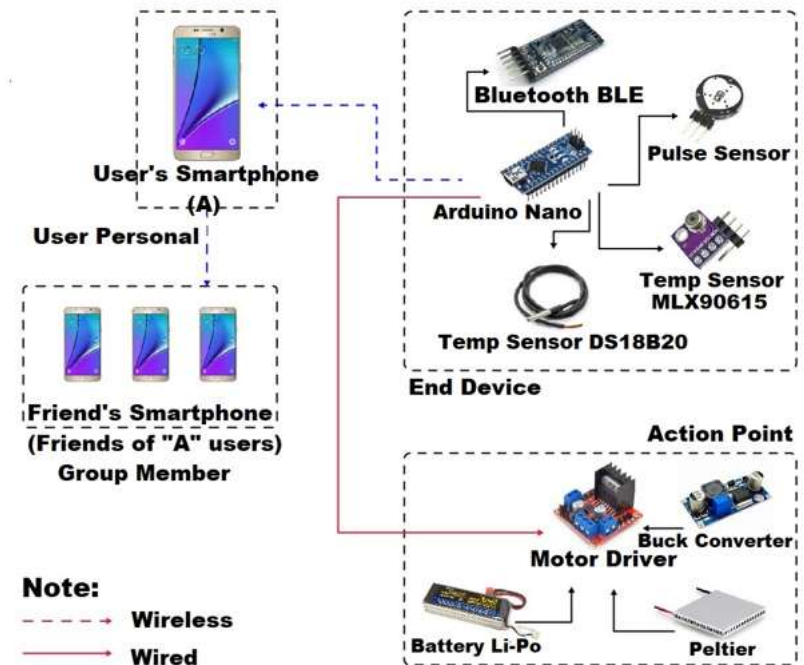 User's Smartphone
(A)
User Personal
Friend's Smartphone
(Friends of "A" users)
Group Member
Bluetooth BLE
Pulse Sensor
Arduino Nano
Temp Sensor
MLX90615
Temp Sensor DS18B20
End Device
Action Point
Buck Converter
Motor Driver
Battery Li-Po
Peltier
Note:
Wireless
Wired